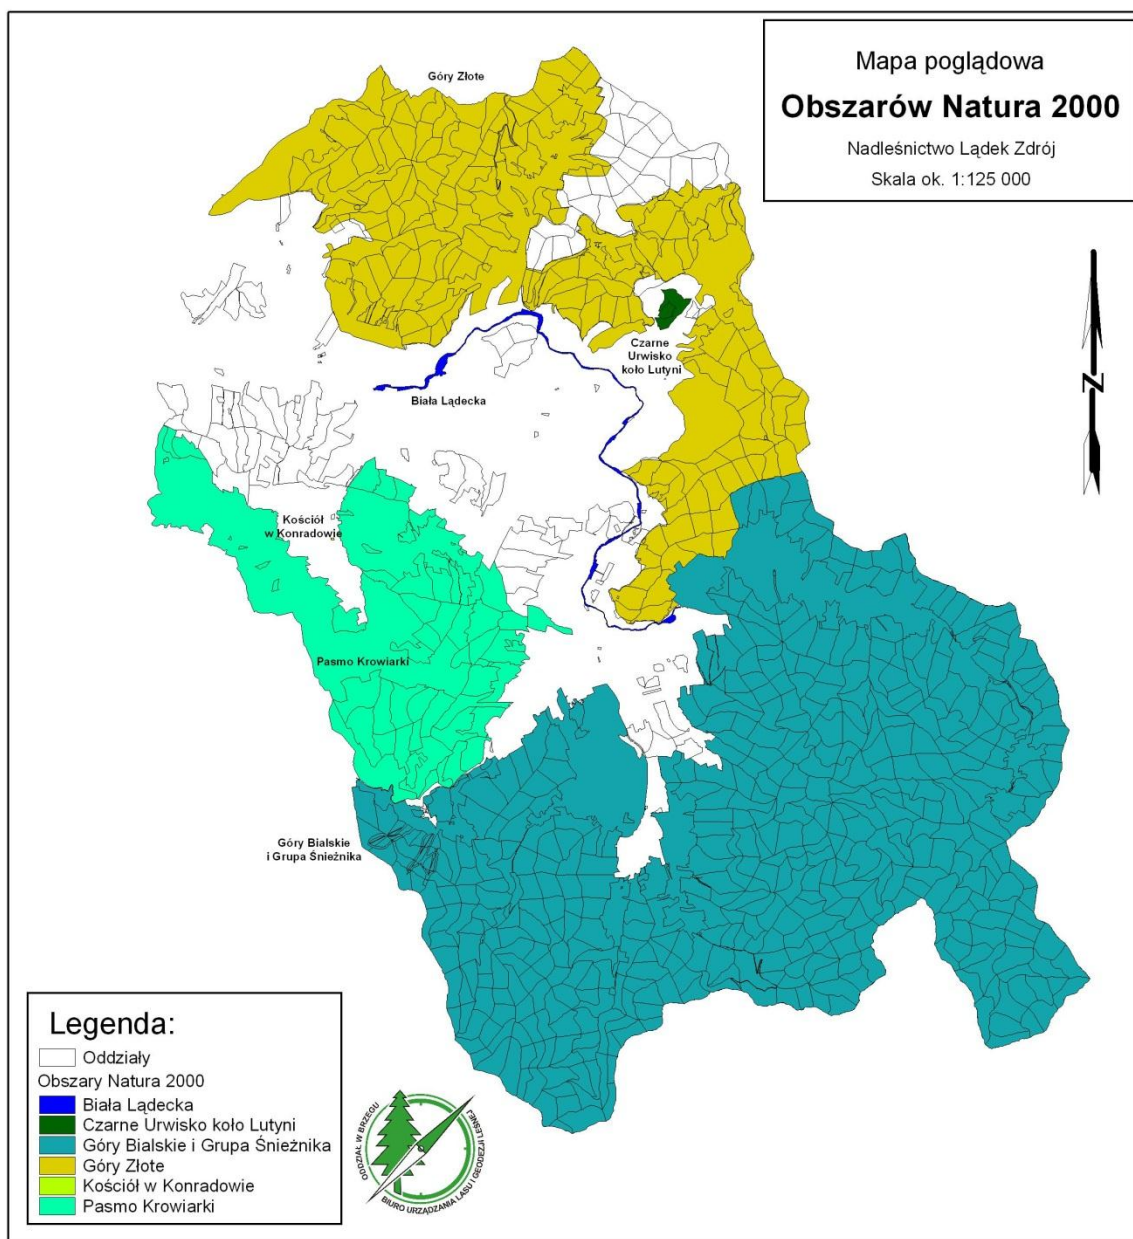 Mapa poglądowa
Obszarów Natura 2000
Nadleśnictwo Lądek Zdrój
Skala ok. 1:125 000
Góry Złote
N
Czarne
Urwisko
koło Lutyni
Biała Lądecka
Kościół
w Konradowie
Pasmo Krowiarki
Góry Bialskie
i Grupa Śnieżnika
Legenda:
Oddziały
Obszary Natura 2000
Biała Lądecka
Czarne Urwisko koło Lutyni
Góry Bialskie i Grupa Śnieżnika
Góry Złote
Kościół w Konradowie
Pasmo Krowiarki
ODDZIAŁ W BRZEGU
BIURO URZĄDZANIA LASU I GEODEZJI LEŚNEJ